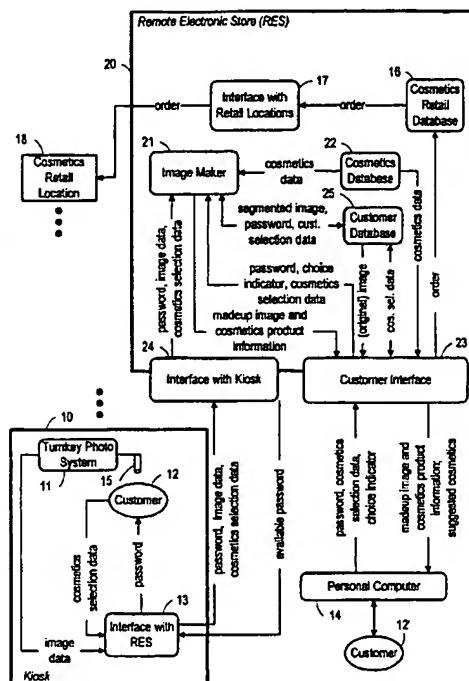 Remote Electronic Store (RES)
20
17
16
Interface with
Retail Locations
Cosmetics
Retail
Database
order
order
18
Cosmetics
Retail
Location
21
Image Maker
22
Cosmetics
Database
cosmetics
data
25
Customer
Database
segmented image,
password, cust.
selection data
cosmetics data
order
password, image data,
cosmetics selection data
password, choice
indicator, cosmetics
selection data
(original) image
cos. sel. data
madeup image and
cosmetics product
information
24
23
Interface with Kiosk
Customer Interface
10
Turnkey Photo
System
11
15
12
Customer
cosmetics
selection data
password
13
Interface with
RES
image
data
Kiosk
password, image data,
cosmetics selection data
available password
password, cosmetics
selection data,
choice indicator
madeup image and
cosmetics product
information;
suggested cosmetics
Personal Computer
14
12'
Customer